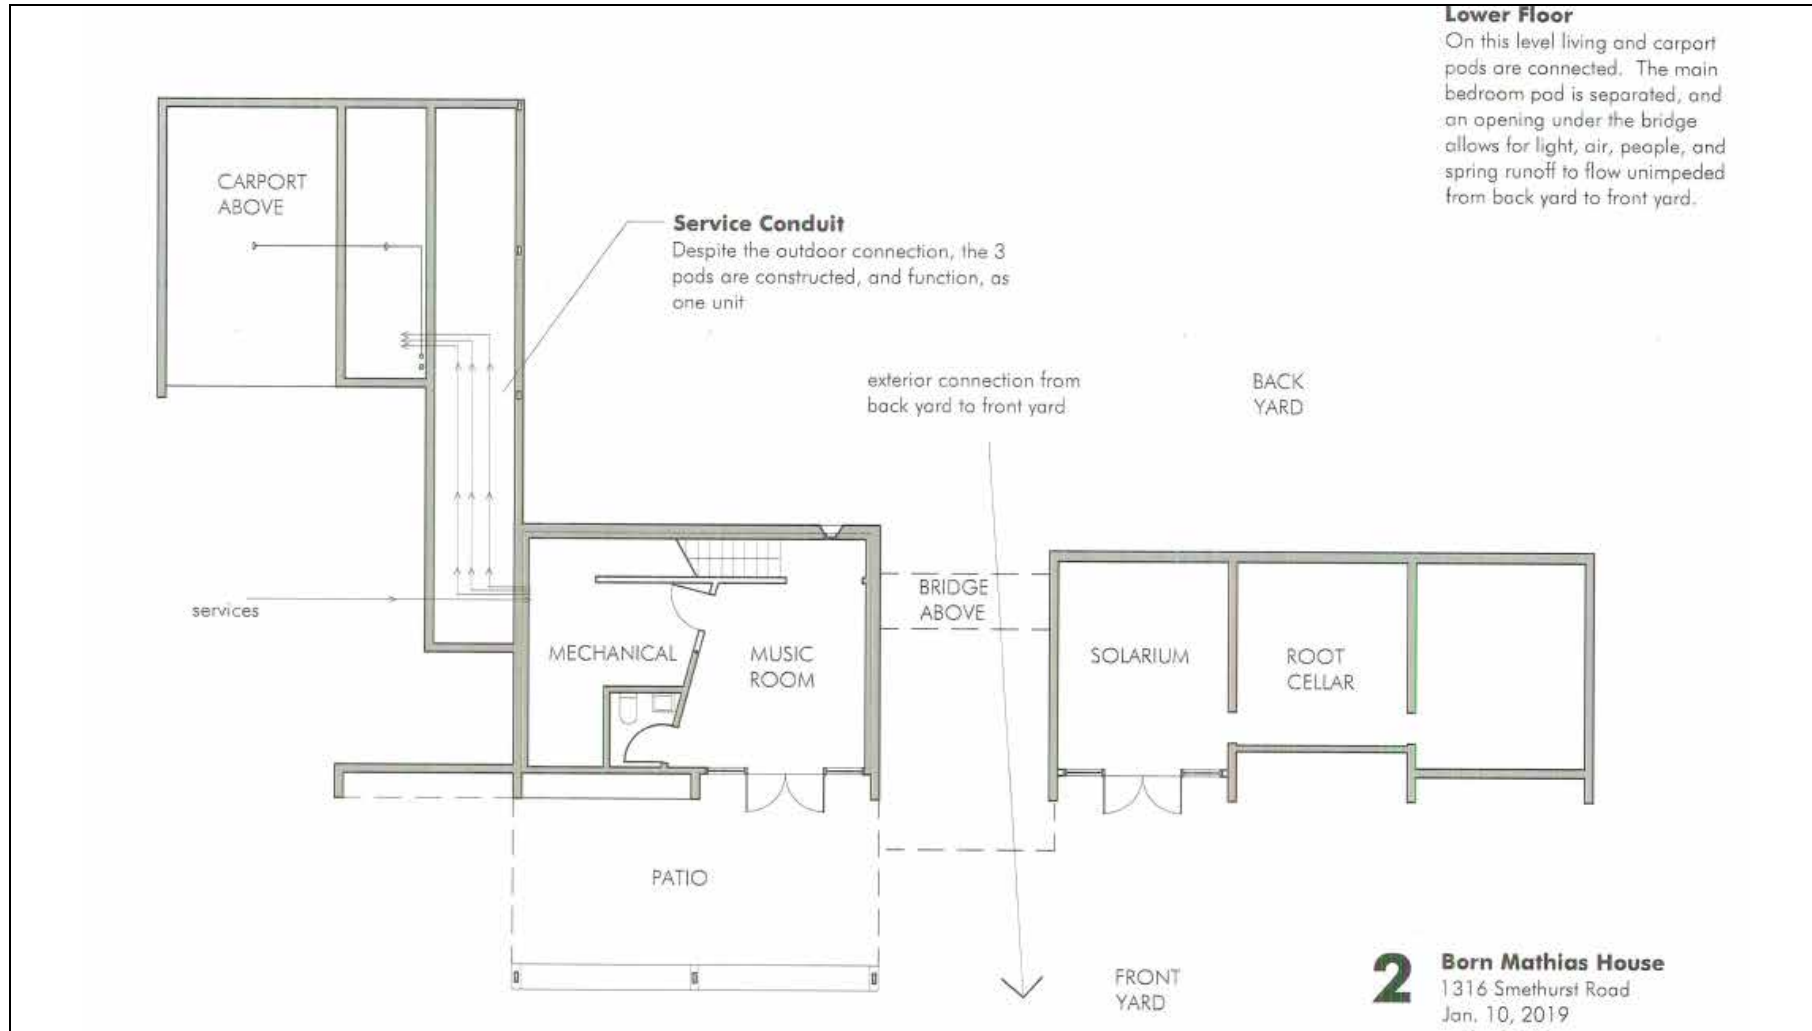 Lower Floor
On this level living and carport
pods are connected. The main
bedroom pod is separated, and
an opening under the bridge
allows for light, air, people, and
spring runoff to flow unimpeded
from back yard to front yard.
CARPORT
ABOVE
Service Conduit
Despite the outdoor connection, the 3
pods are constructed, and function, as
one unit
exterior connection from
back yard to front yard
BACK
YARD
services
BRIDGE
ABOVE
MECHANICAL
MUSIC
ROOM
SOLARIUM
ROOT
CELLAR
PATIO
FRONT
YARD
2
Born Mathias House
1316 Smethurst Road
Jan. 10, 2019